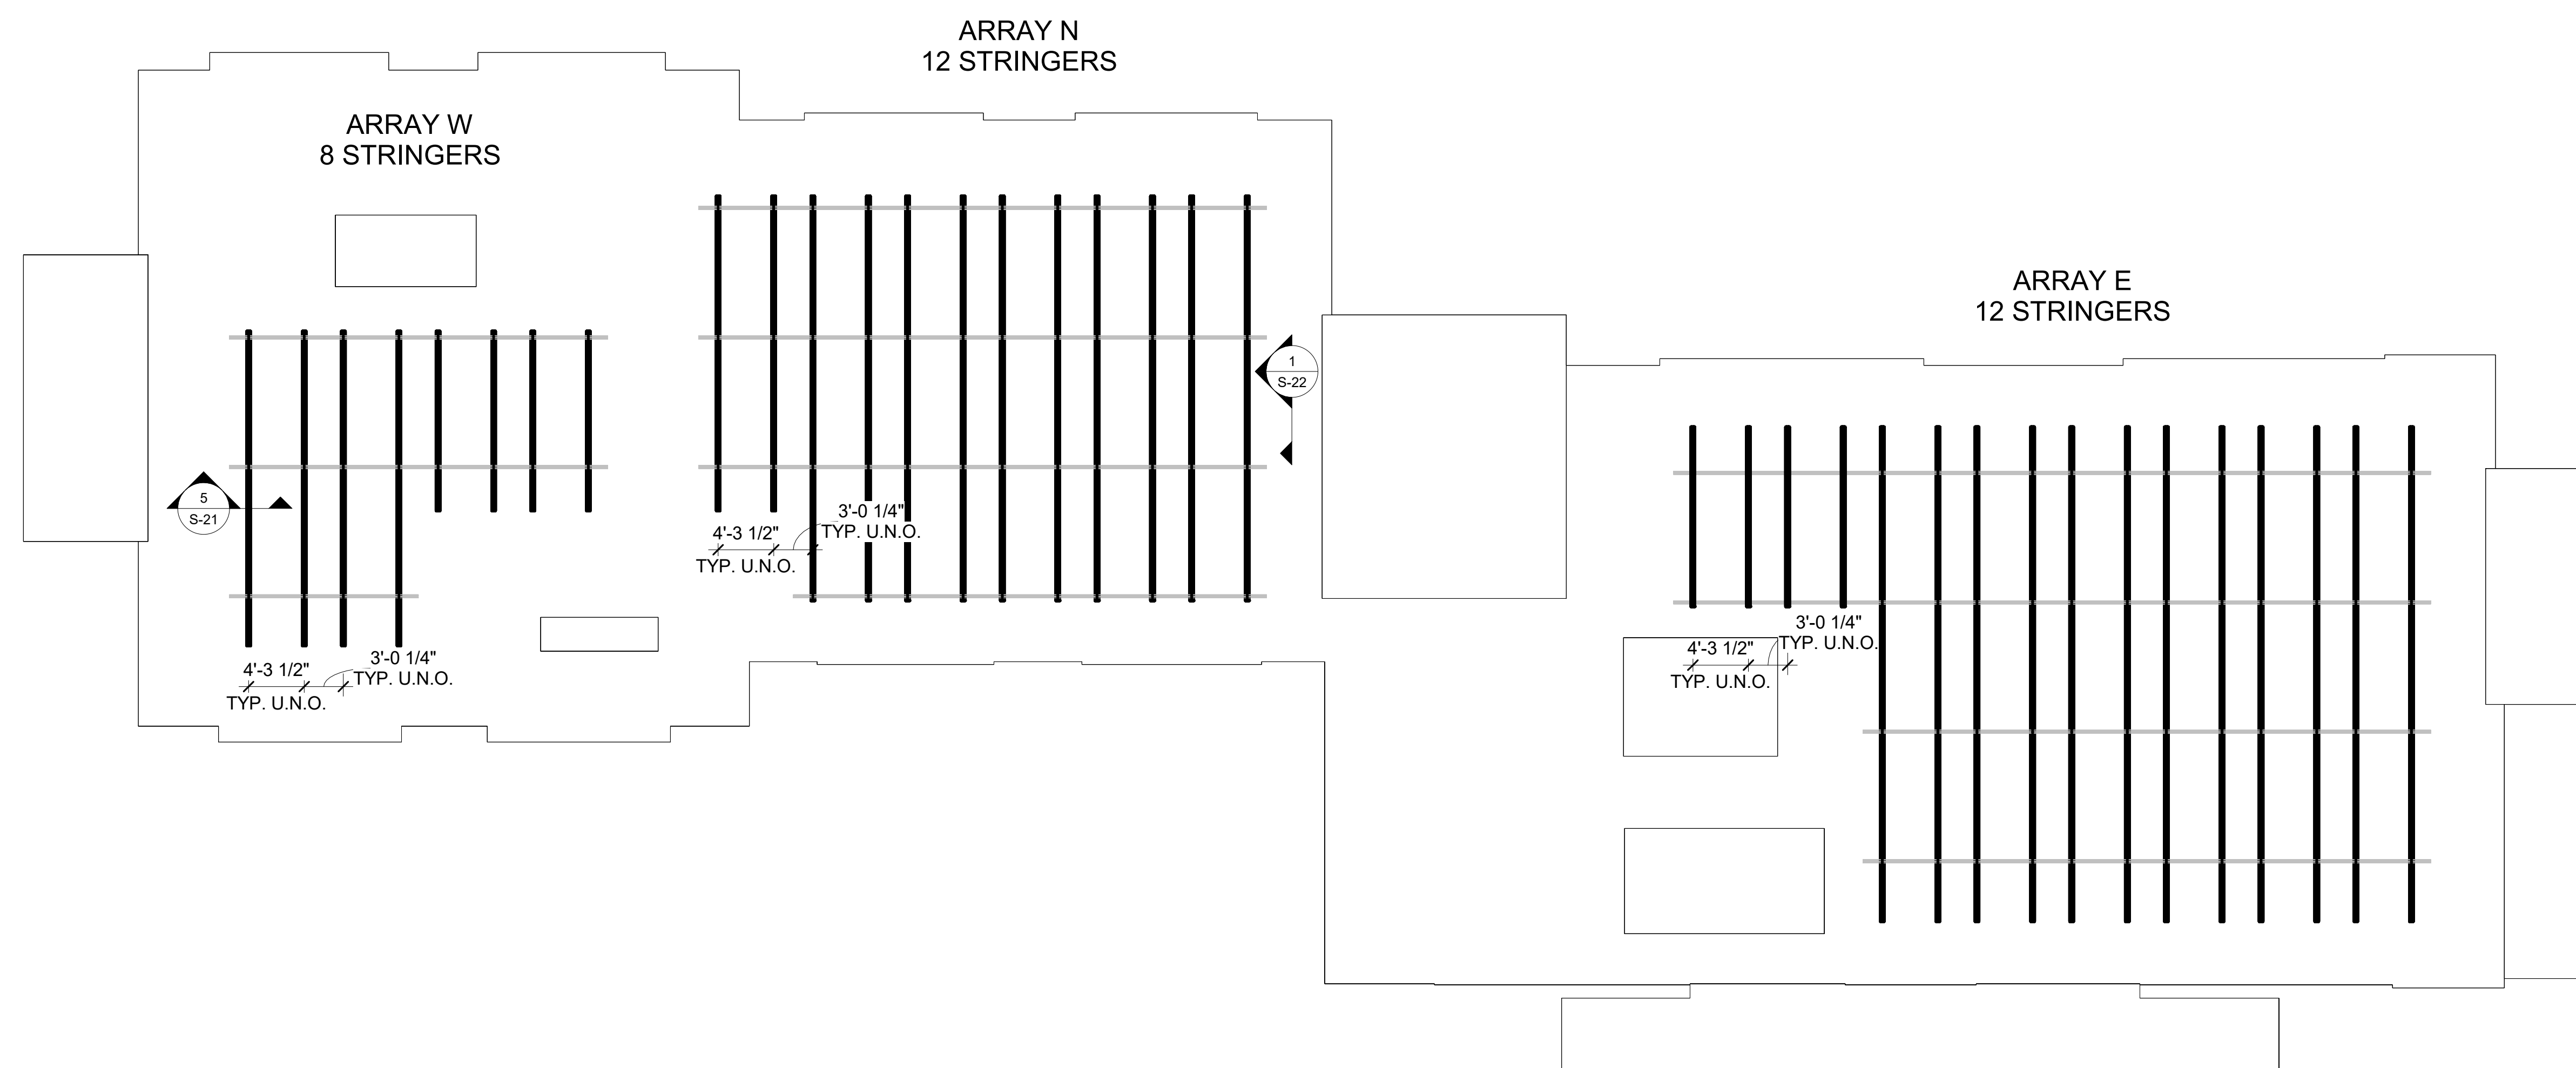 ARRAY N
12 STRINGERS
ARRAY W
8 STRINGERS
ARRAY E
12 STRINGERS
1
S-22
5
S-21
3'-0 1/4"
TYP. U.N.O.
4'-3 1/2"
TYP. U.N.O.
3'-0 1/4"
TYP. U.N.O.
4'-3 1/2"
TYP. U.N.O.
3'-0 1/4"
TYP. U.N.O.
4'-3 1/2"
TYP. U.N.O.